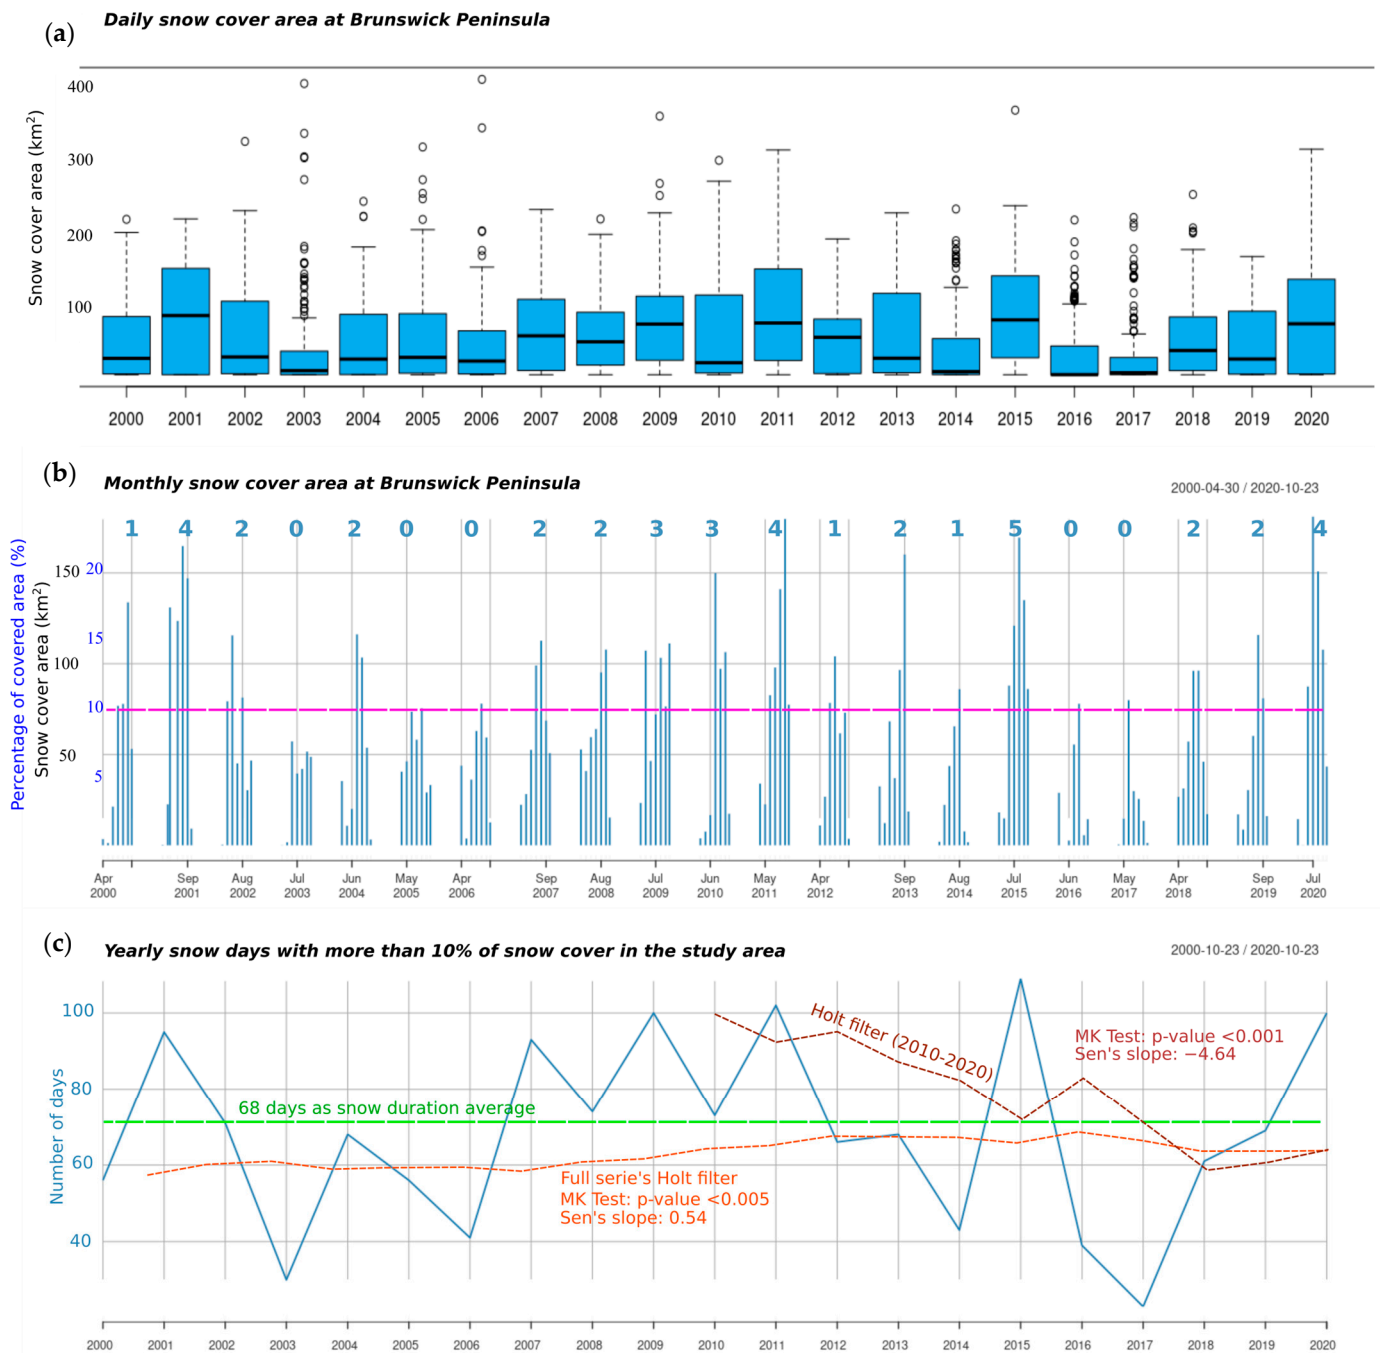 (a)
Daily snow cover area at Brunswick Peninsula
Snow cover area (km²)
400
300
200
100
2000 2001 2002 2003 2004 2005 2006 2007 2008 2009 2010 2011 2012 2013 2014 2015 2016 2017 2018 2019 2020
(b)
Monthly snow cover area at Brunswick Peninsula
2000-04-30 / 2020-10-23
1 4 2 0 2 0 0 2 2 3 3 4 1 2 1 5 0 0 2 2 4
Percentage of covered area (%)
Snow cover area (km²)
150 20
15
100
10
50
5
Apr Sep Aug Jul Jun May Apr Sep Aug Jul Jun May Apr Sep Aug Jul Jun May Apr Sep Jul
2000 2001 2002 2003 2004 2005 2006 2007 2008 2009 2010 2011 2012 2013 2014 2015 2016 2017 2018 2019 2020
(c)
Yearly snow days with more than 10% of snow cover in the study area
2000-10-23 / 2020-10-23
Number of days
100
80
60
40
Holt filter (2010-2020)
MK Test: p-value <0.001
Sen's slope: −4.64
68 days as snow duration average
Full serie's Holt filter
MK Test: p-value <0.005
Sen's slope: 0.54
2000 2001 2002 2003 2004 2005 2006 2007 2008 2009 2010 2011 2012 2013 2014 2015 2016 2017 2018 2019 2020